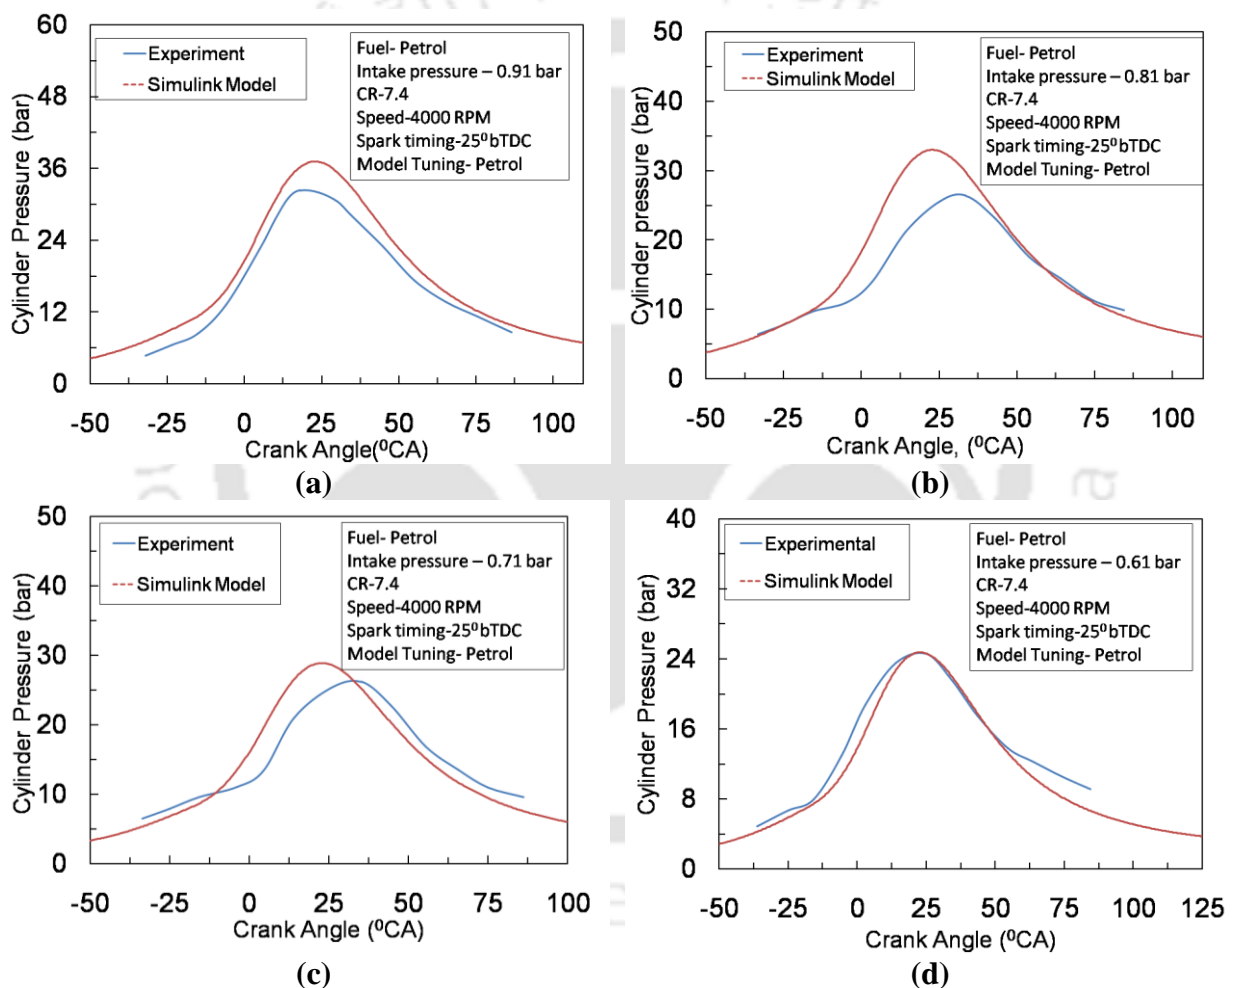 60
48
36
24
12
0
Cylinder Pressure (bar)
Experiment
Simulink Model
Fuel- Petrol
Intake pressure – 0.91 bar
CR-7.4
Speed-4000 RPM
Spark timing-25⁰ bTDC
Model Tuning- Petrol
-50 -25 0 25 50 75 100
Crank Angle(⁰CA)
(a)
50
40
30
20
10
0
Cylinder pressure (bar)
Experiment
Simulink Model
Fuel- Petrol
Intake pressure – 0.81 bar
CR-7.4
Speed-4000 RPM
Spark timing-25⁰ bTDC
Model Tuning- Petrol
-50 -25 0 25 50 75 100
Crank Angle, (⁰CA)
(b)
50
40
30
20
10
0
Cylinder Pressure (bar)
Experiment
Simulink Model
Fuel- Petrol
Intake pressure – 0.71 bar
CR-7.4
Speed-4000 RPM
Spark timing-25⁰ bTDC
Model Tuning- Petrol
-50 -25 0 25 50 75 100
Crank Angle (⁰CA)
(c)
40
32
24
16
8
0
Cylinder Pressure (bar)
Experimental
Simulink Model
Fuel- Petrol
Intake pressure – 0.61 bar
CR-7.4
Speed-4000 RPM
Spark timing-25⁰ bTDC
Model Tuning- Petrol
-50 -25 0 25 50 75 100 125
Crank Angle (⁰CA)
(d)